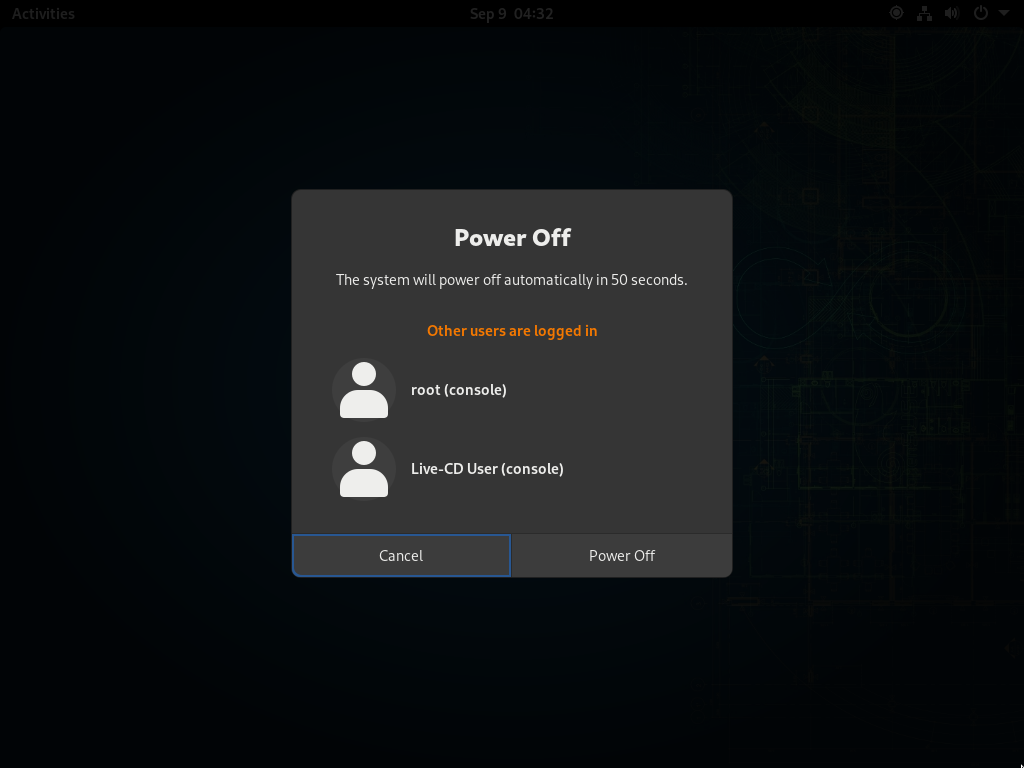 Activities
Sep 9 04:32
Power Off
The system will power off automatically in 50 seconds.
Other users are logged in
root (console)
Live-CD User (console)
Cancel
Power Off